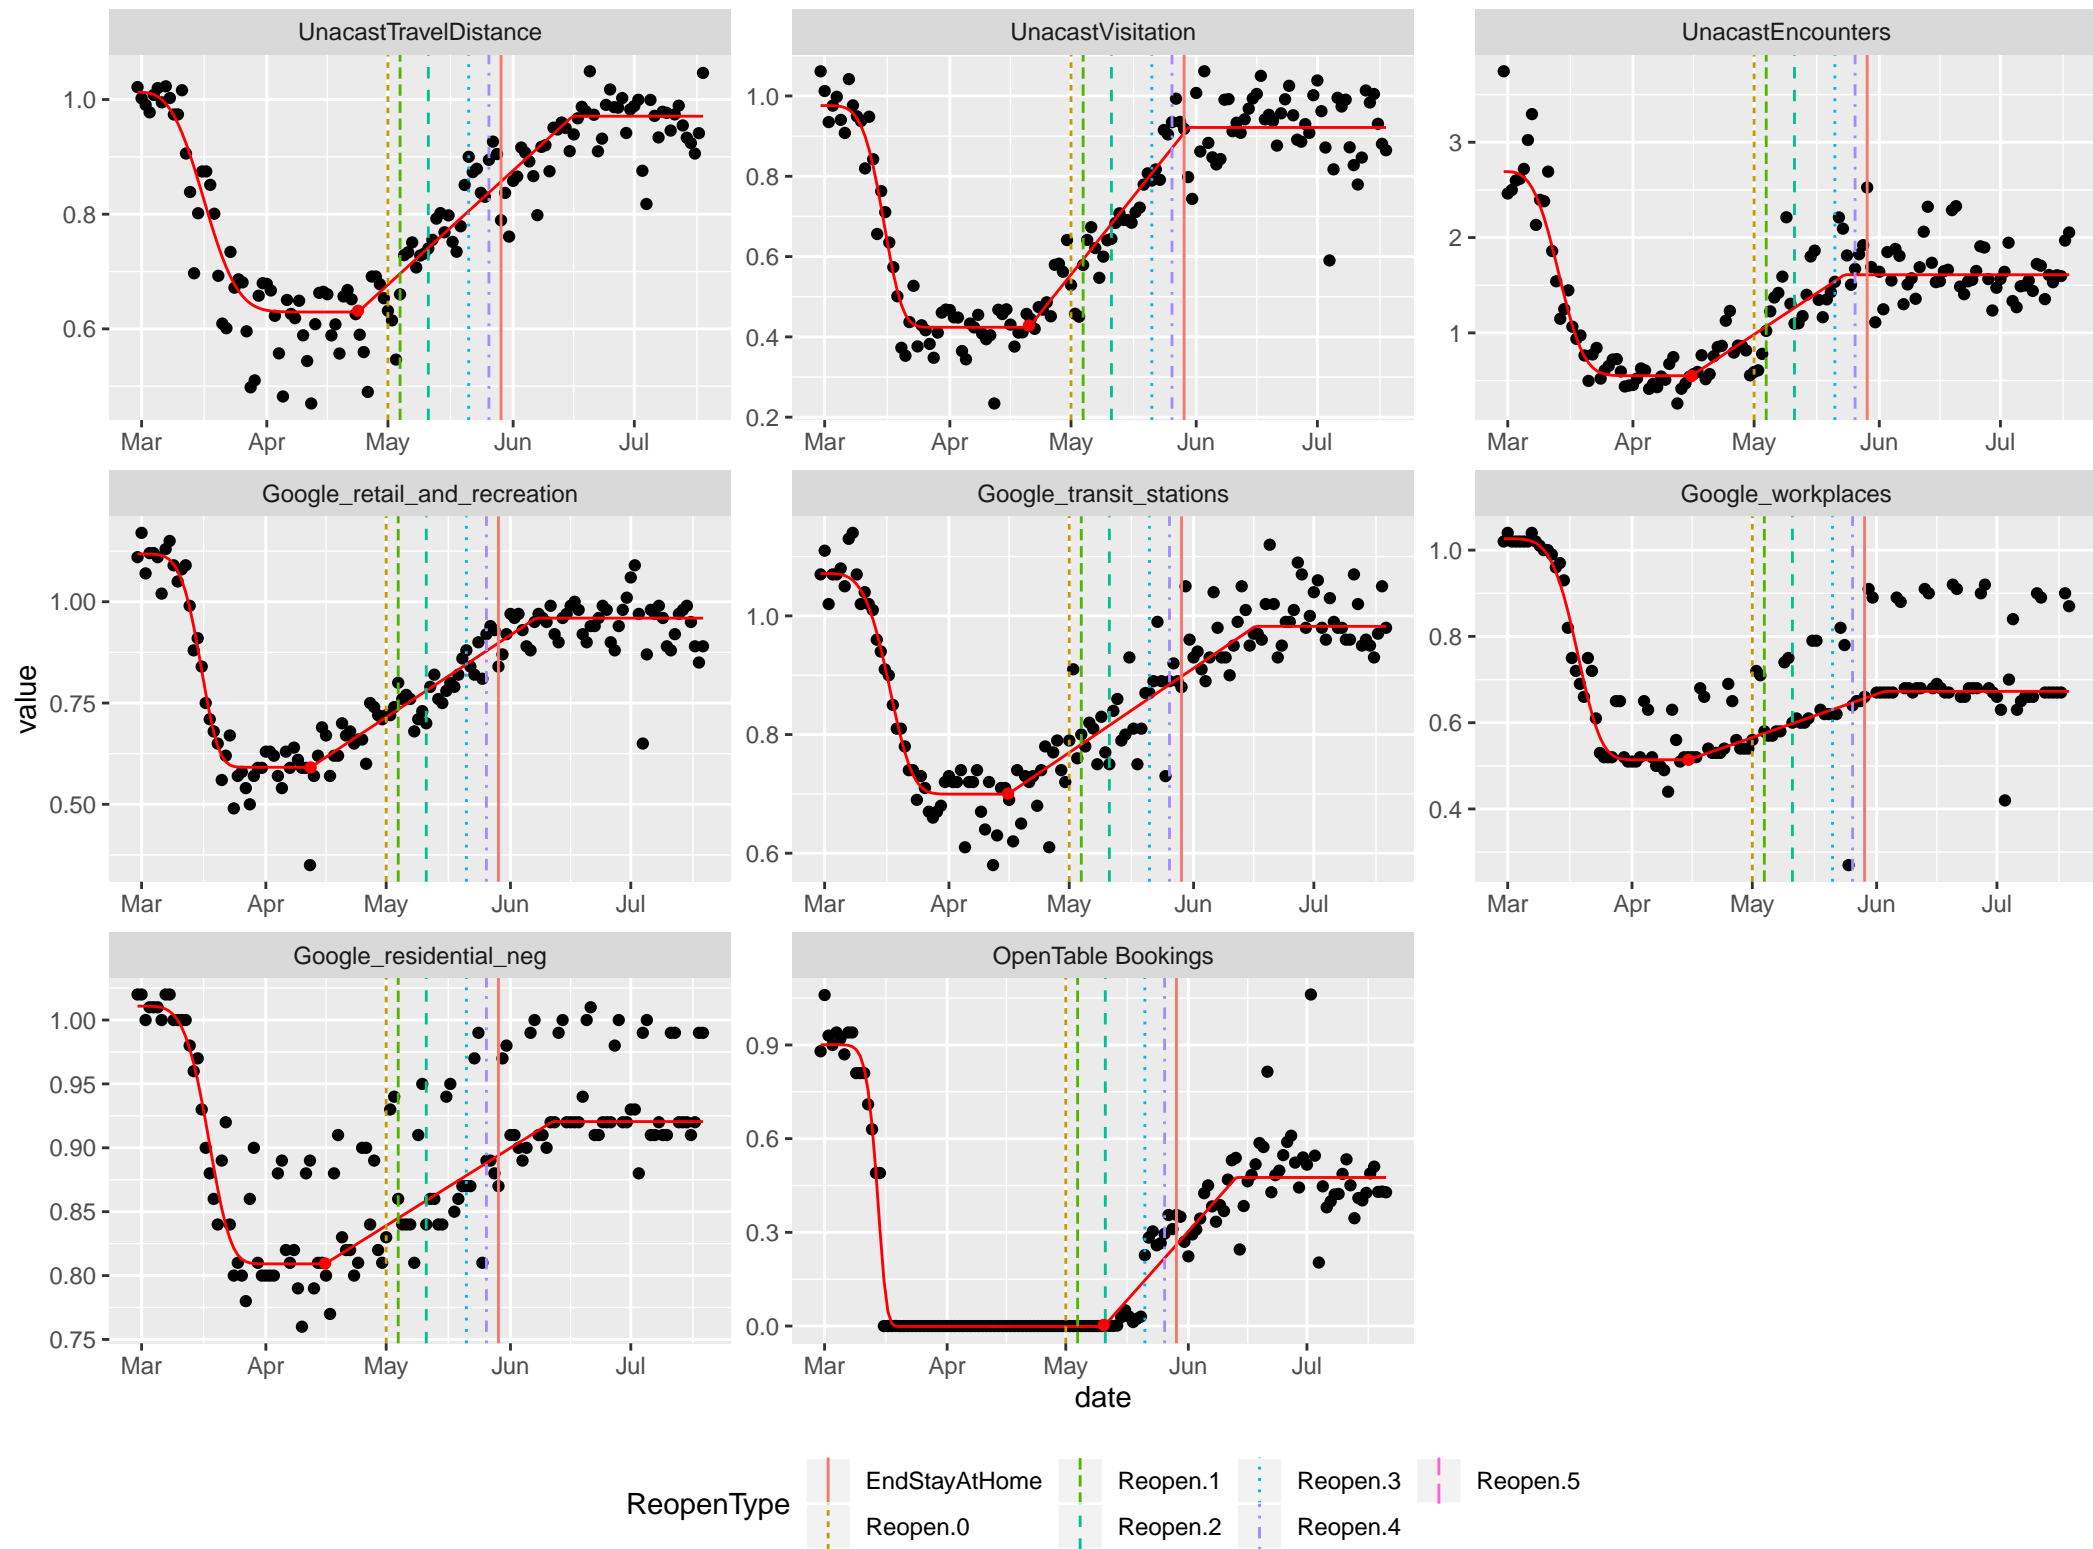 UnacastTravelDistance UnacastVisitation UnacastEncounters
1.0
0.8
0.6
Mar Apr May Jun Jul
1.0
0.8
0.6
0.4
0.2
Mar Apr May Jun Jul
3
2
1
Mar Apr May Jun Jul
Google_retail_and_recreation Google_transit_stations Google_workplaces
value
1.00
0.75
0.50
Mar Apr May Jun Jul
1.0
0.8
0.6
Mar Apr May Jun Jul
1.0
0.8
0.6
0.4
Mar Apr May Jun Jul
Google_residential_neg OpenTable Bookings
1.00
0.95
0.90
0.85
0.80
0.75
Mar Apr May Jun Jul
0.9
0.6
0.3
0.0
Mar Apr May Jun Jul
date
ReopenType
EndStayAtHome Reopen.1 Reopen.3 Reopen.5
Reopen.0 Reopen.2 Reopen.4